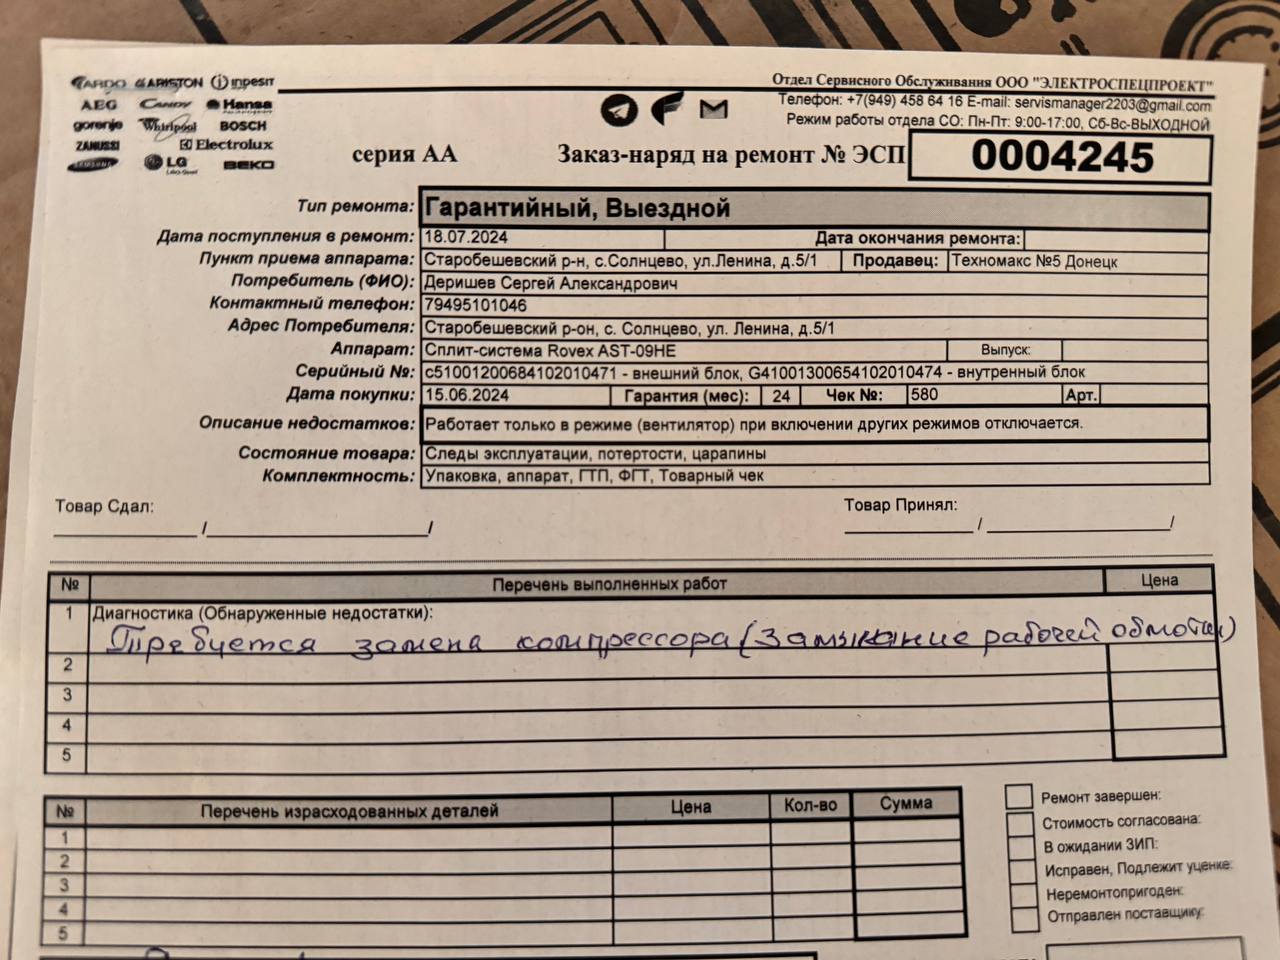 ARDO ARISTON indesit
AEG CANDY Hansa
gorenje Whirlpool BOSCH
ZANUSSI Electrolux
SAMSUNG LG BEKO
Отдел Сервисного Обслуживания ООО "ЭЛЕКТРОСПЕЦПРОЕКТ"
Телефон: +7(949) 458 64 16 E-mail: servismanager2203@gmail.com
Режим работы отдела СО: Пн-Пт: 9:00-17:00, Сб-Вс-ВЫХОДНОЙ
серия АА Заказ-наряд на ремонт № ЭСП 0004245
Тип ремонта: Гарантийный, Выездной
Дата поступления в ремонт: 18.07.2024 Дата окончания ремонта:
Пункт приема аппарата: Старобешевский р-н, с.Солнцево, ул.Ленина, д.5/1 Продавец: Техномакс №5 Донецк
Потребитель (ФИО): Деришев Сергей Александрович
Контактный телефон: 79495101046
Адрес Потребителя: Старобешевский р-он, с. Солнцево, ул. Ленина, д.5/1
Аппарат: Сплит-система Rovex AST-09HE Выпуск:
Серийный №: с51001200684102010471 - внешний блок, G41001300654102010474 - внутренный блок
Дата покупки: 15.06.2024 Гарантия (мес): 24 Чек №: 580 Арт.
Описание недостатков: Работает только в режиме (вентилятор) при включении других режимов отключается.
Состояние товара: Следы эксплуатации, потертости, царапины
Комплектность: Упаковка, аппарат, ГТП, ФГТ, Товарный чек
Товар Сдал: Товар Принял:
/ / / /
№ Перечень выполненных работ Цена
1 Диагностика (Обнаруженные недостатки):
Требуется замена компрессора (Замыкание рабочей обмотки)
2
3
4
5
№ Перечень израсходованных деталей Цена Кол-во Сумма
1
2
3
4
5
Ремонт завершен:
Стоимость согласована:
В ожидании ЗИП:
Исправен, Подлежит уценке:
Неремонтопригоден:
Отправлен поставщику: